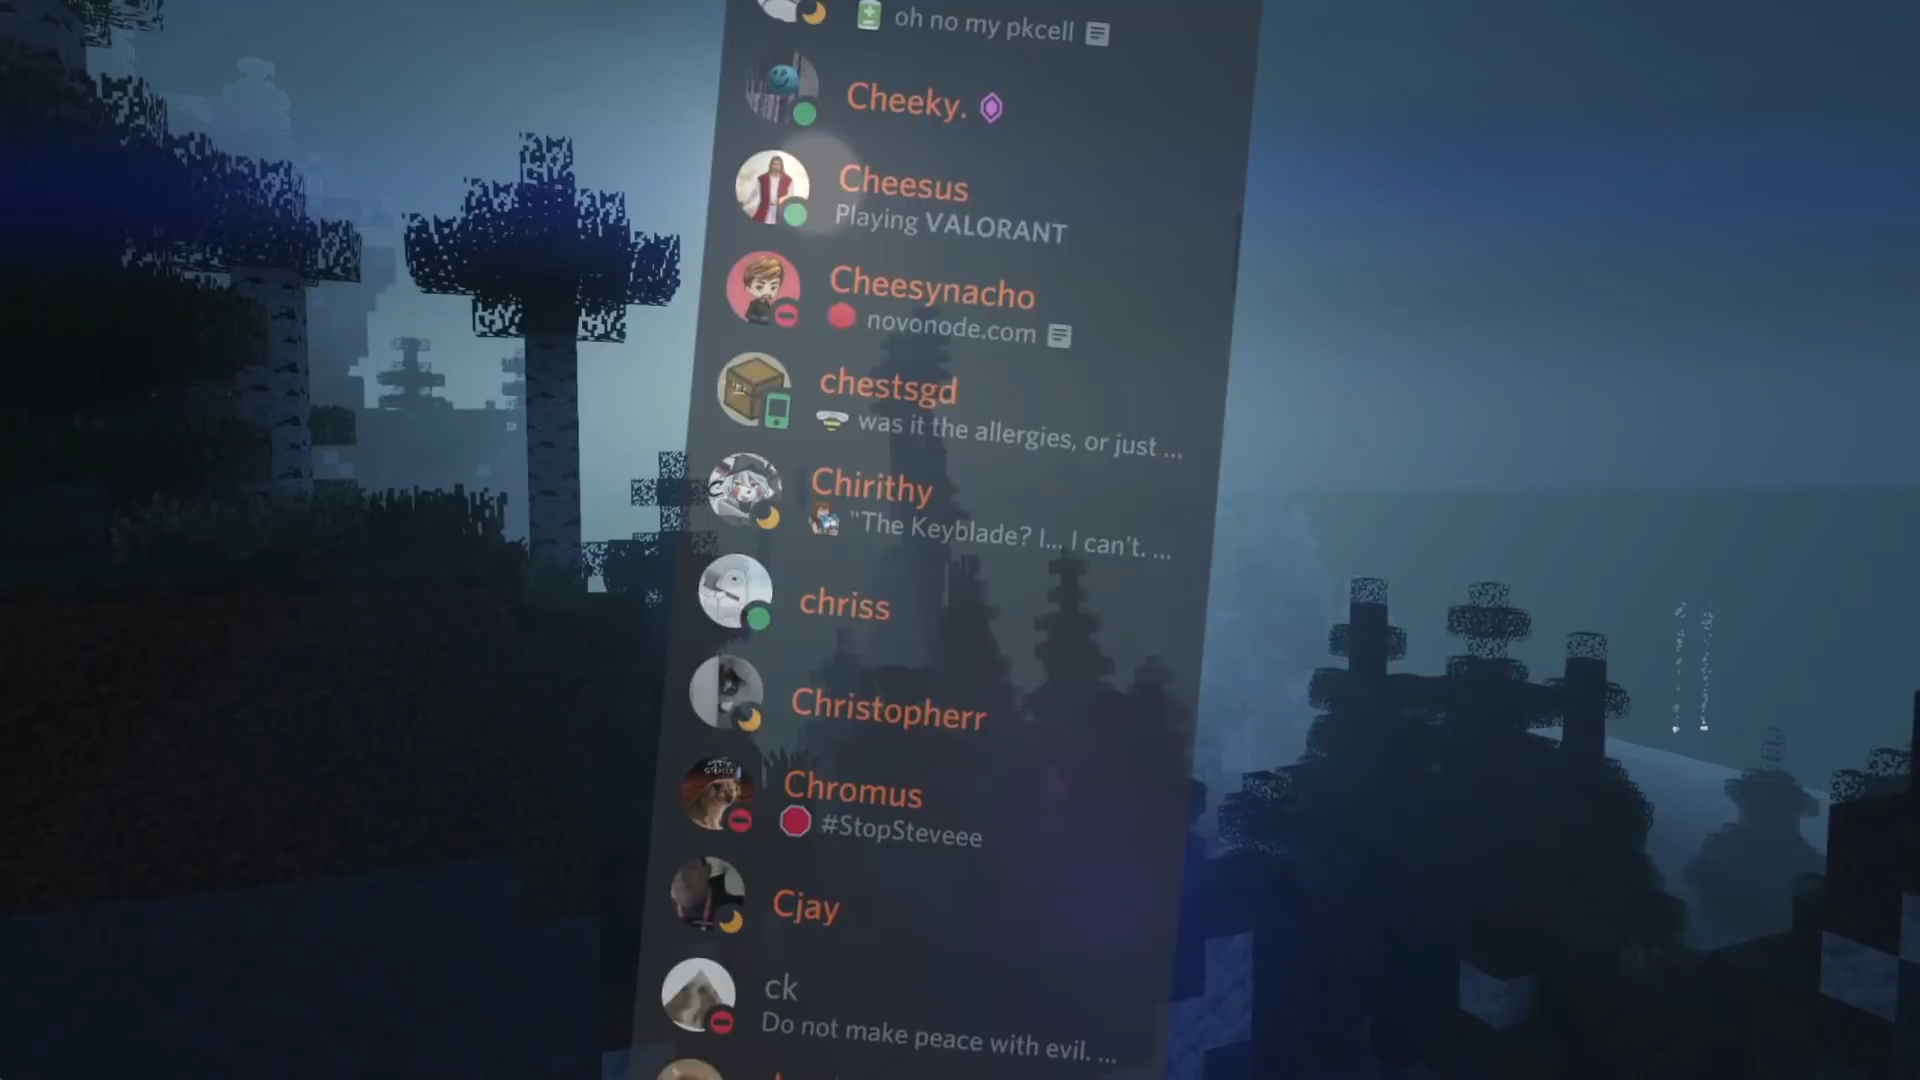 oh no my pkcell
Cheeky.
Cheesus
Playing VALORANT
Cheesynacho
novonode.com
chestsgd
was it the allergies, or just ...
Chirithy
"The Keyblade? I... I can't. ...
chriss
Christopherr
Chromus
#StopSteveee
Cjay
ck
Do not make peace with evil. ...